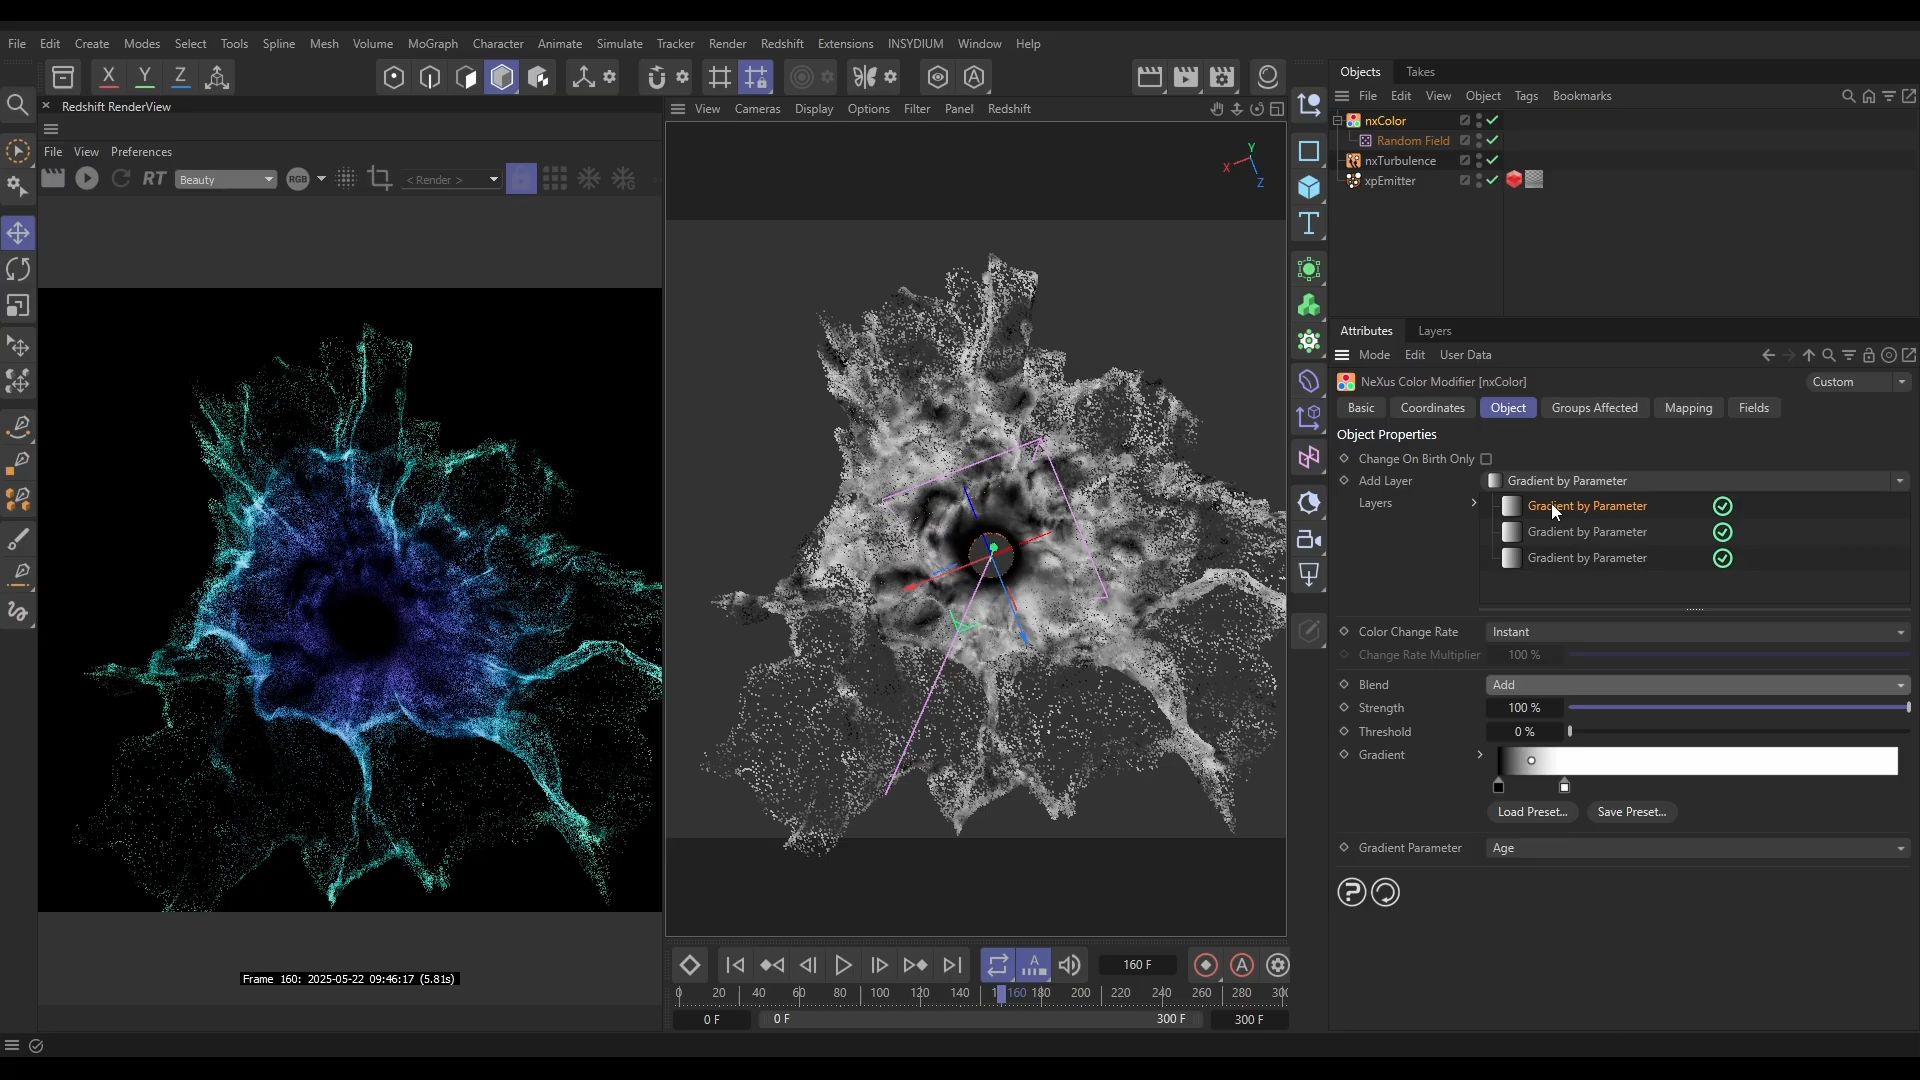 File Edit Create Modes Select Tools Spline Mesh Volume MoGraph Character Animate Simulate Tracker Render Redshift Extensions INSYDIUM Window Help
X Y Z
Redshift RenderView
File View Preferences
RT Beauty RGB < Render >
Frame 160: 2025-05-22 09:46:17 (5.81s)
View Cameras Display Options Filter Panel Redshift
Y
X
Z
160 F
0 20 40 60 80 100 120 140 160 180 200 220 240 260 280
0 F 0 F 300 F 300 F
Objects Takes
File Edit View Object Tags Bookmarks
nxColor
Random Field
nxTurbulence
xpEmitter
Attributes Layers
Mode Edit User Data
NeXus Color Modifier [nxColor] Custom
Basic Coordinates Object Groups Affected Mapping Fields
Object Properties
Change On Birth Only
Add Layer Gradient by Parameter
Layers Gradient by Parameter
Gradient by Parameter
Gradient by Parameter
Color Change Rate Instant
Change Rate Multiplier 100 %
Blend Add
Strength 100 %
Threshold 0 %
Gradient
Load Preset... Save Preset...
Gradient Parameter Age